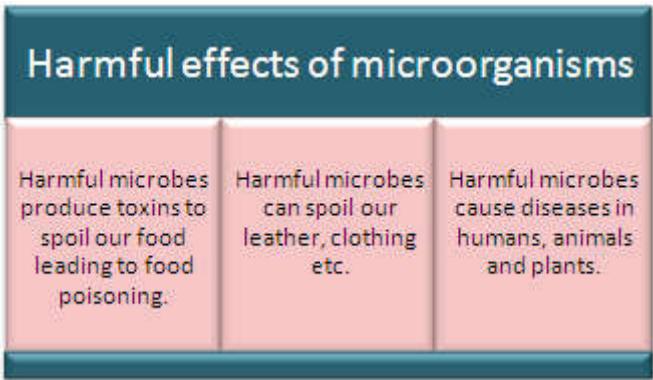 Harmful effects of microorganisms
Harmful microbes
produce toxins to
spoil our food
leading to food
poisoning.
Harmful microbes
can spoil our
leather, clothing
etc.
Harmful microbes
cause diseases in
humans, animals
and plants.